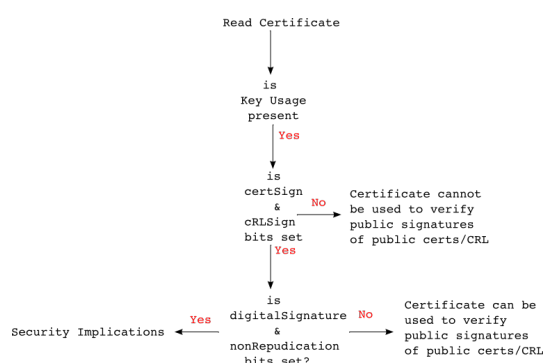 Read Certificate
is
Key Usage
present
Yes
is
certSign
&
cRLSign
bits set
No
Certificate cannot
be used to verify
public signatures
of public certs/CRL
Yes
is
digitalSignature
&
nonRepudication
bits set?
Yes
Security Implications
No
Certificate can be
used to verify
public signatures
of public certs/CRL